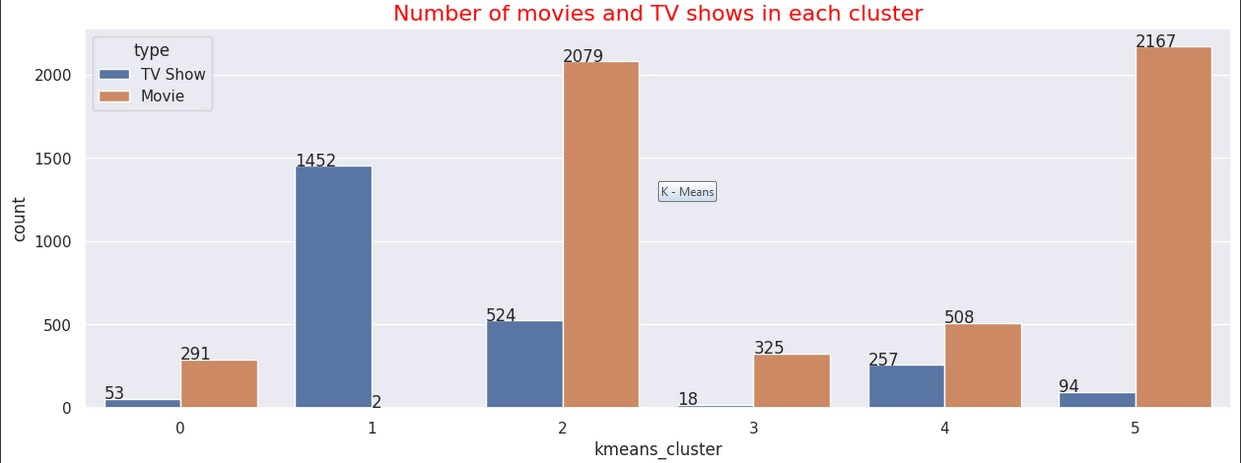 Number of movies and TV shows in each cluster
type
TV Show
Movie
count
2000
1500
1000
500
0
53
291
1452
2
524
2079
18
325
257
508
94
2167
K - Means
0 1 2 3 4 5
kmeans_cluster